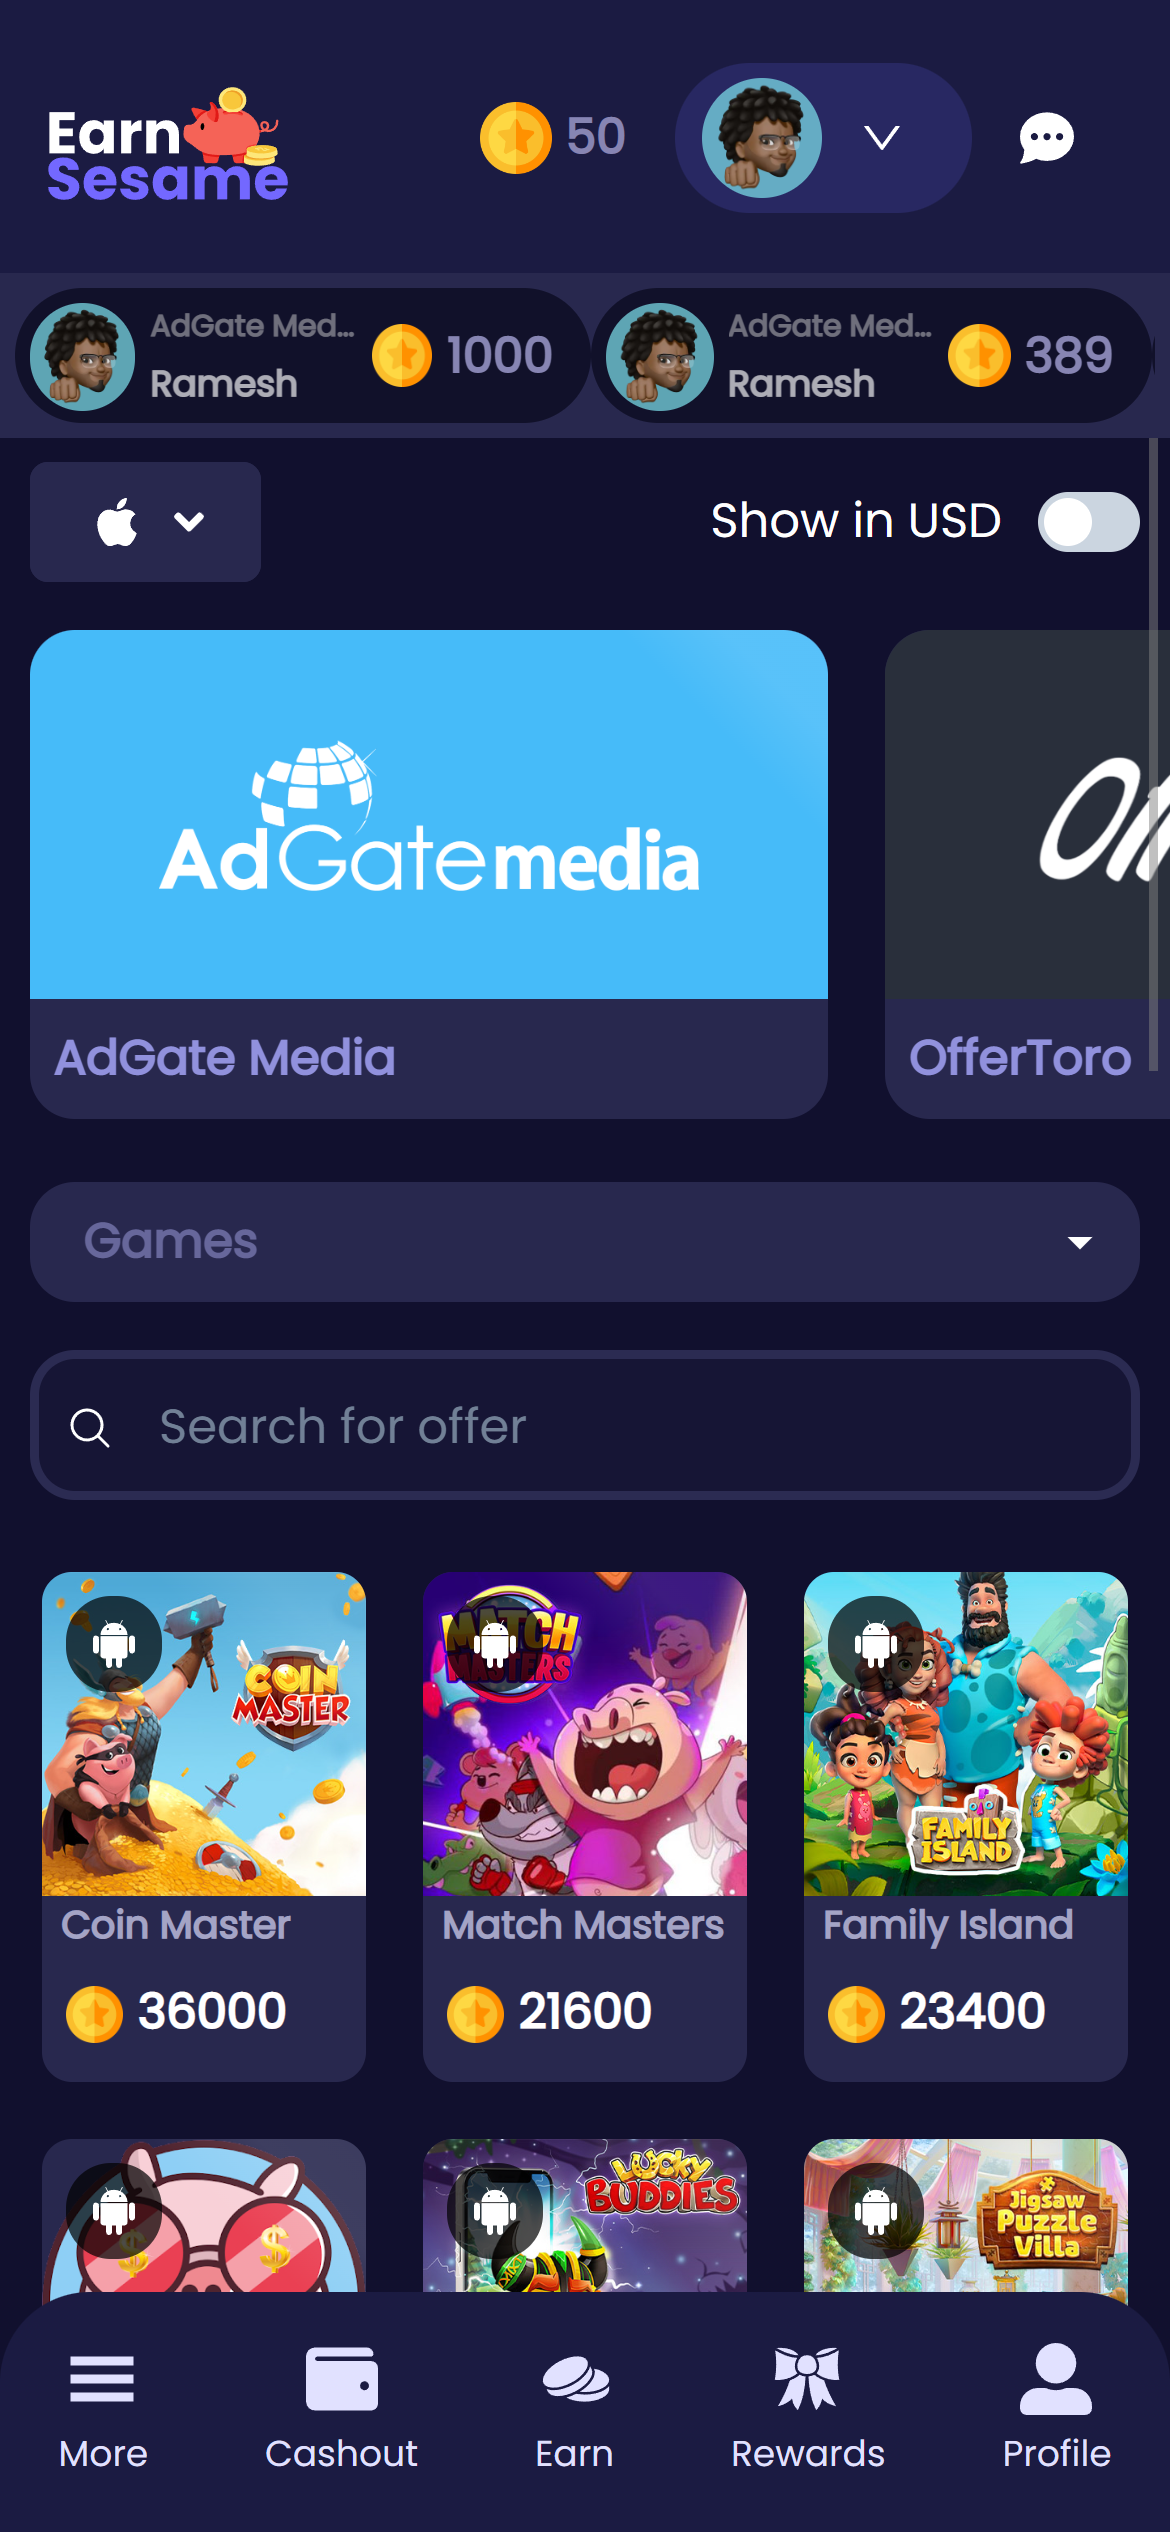 Earn
Sesame
50
AdGate Med...
Ramesh
1000
AdGate Med...
Ramesh
389
Show in USD
AdGate media
AdGate Media
OfferToro
Games
Search for offer
COIN
MASTER
MATCH
MASTERS
FAMILY
ISLAND
Coin Master
Match Masters
Family Island
36000
21600
23400
LUCKY
BUDDIES
Jigsaw
Puzzle
Villa
$ $
More
Cashout
Earn
Rewards
Profile